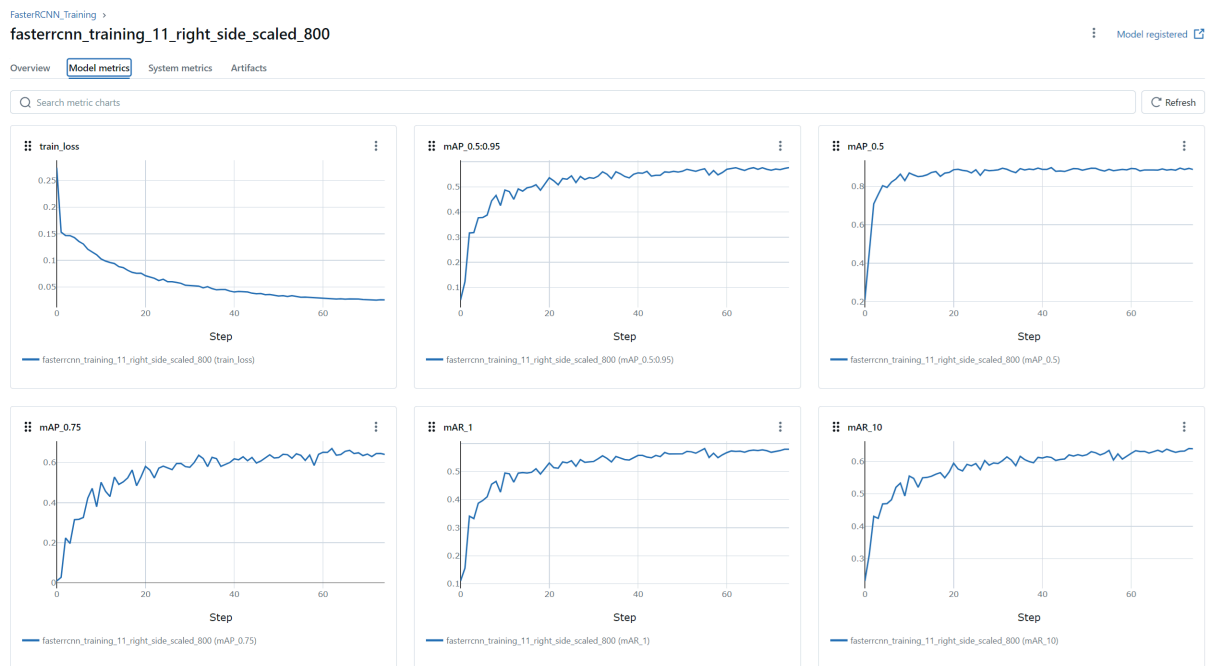 FasterRCNN_Training >
fasterrcnn_training_11_right_side_scaled_800
Model registered
Overview Model metrics System metrics Artifacts
Search metric charts
Refresh
train_loss
0.25
0.2
0.15
0.1
0.05
0 20 40 60
Step
fasterrcnn_training_11_right_side_scaled_800 (train_loss)
mAP_0.5:0.95
0.5
0.4
0.3
0.2
0.1
0 20 40 60
Step
fasterrcnn_training_11_right_side_scaled_800 (mAP_0.5:0.95)
mAP_0.5
0.8
0.6
0.4
0.2
0 20 40 60
Step
fasterrcnn_training_11_right_side_scaled_800 (mAP_0.5)
mAP_0.75
0.6
0.4
0.2
0
0 20 40 60
Step
fasterrcnn_training_11_right_side_scaled_800 (mAP_0.75)
mAR_1
0.5
0.4
0.3
0.2
0.1
0 20 40 60
Step
fasterrcnn_training_11_right_side_scaled_800 (mAR_1)
mAR_10
0.6
0.5
0.4
0.3
0 20 40 60
Step
fasterrcnn_training_11_right_side_scaled_800 (mAR_10)